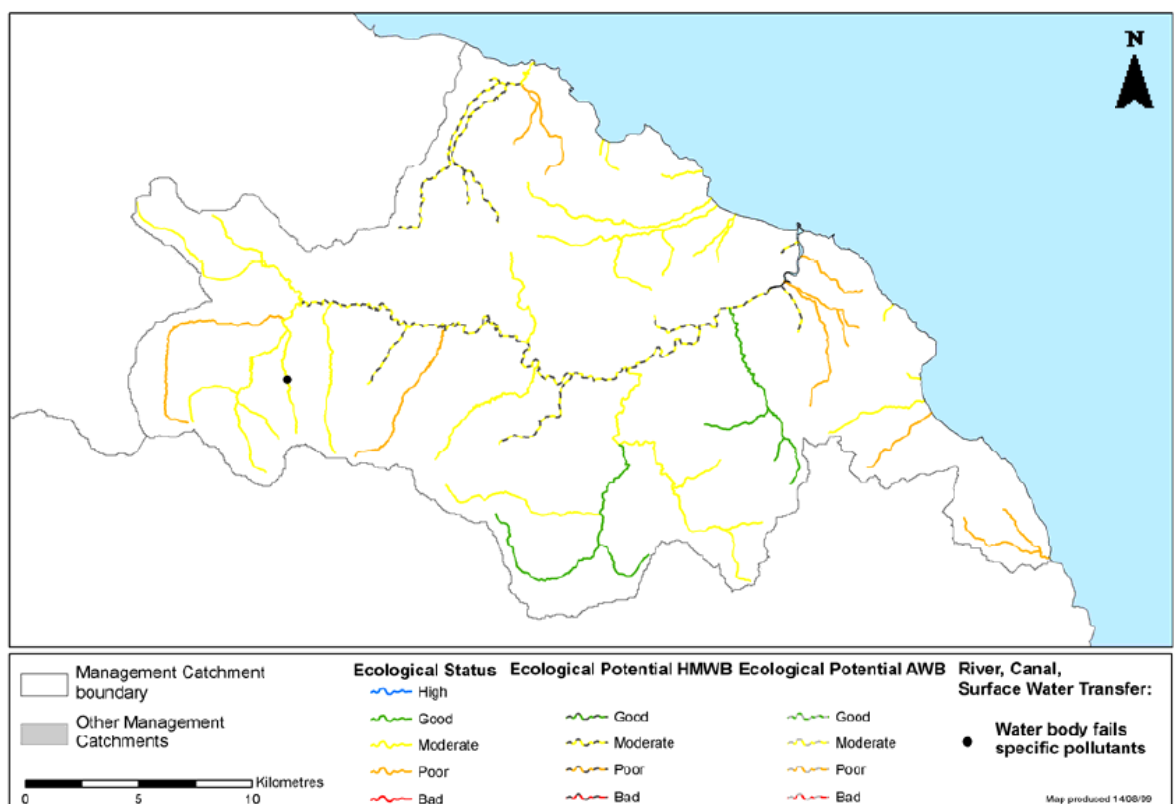 N
Management Catchment
boundary
Other Management
Catchments
0 5 10 Kilometres
Ecological Status
High
Good
Moderate
Poor
Bad
Ecological Potential HMWB
Good
Moderate
Poor
Bad
Ecological Potential AWB
Good
Moderate
Poor
Bad
River, Canal,
Surface Water Transfer:
Water body fails
specific pollutants
Map produced 14/08/09